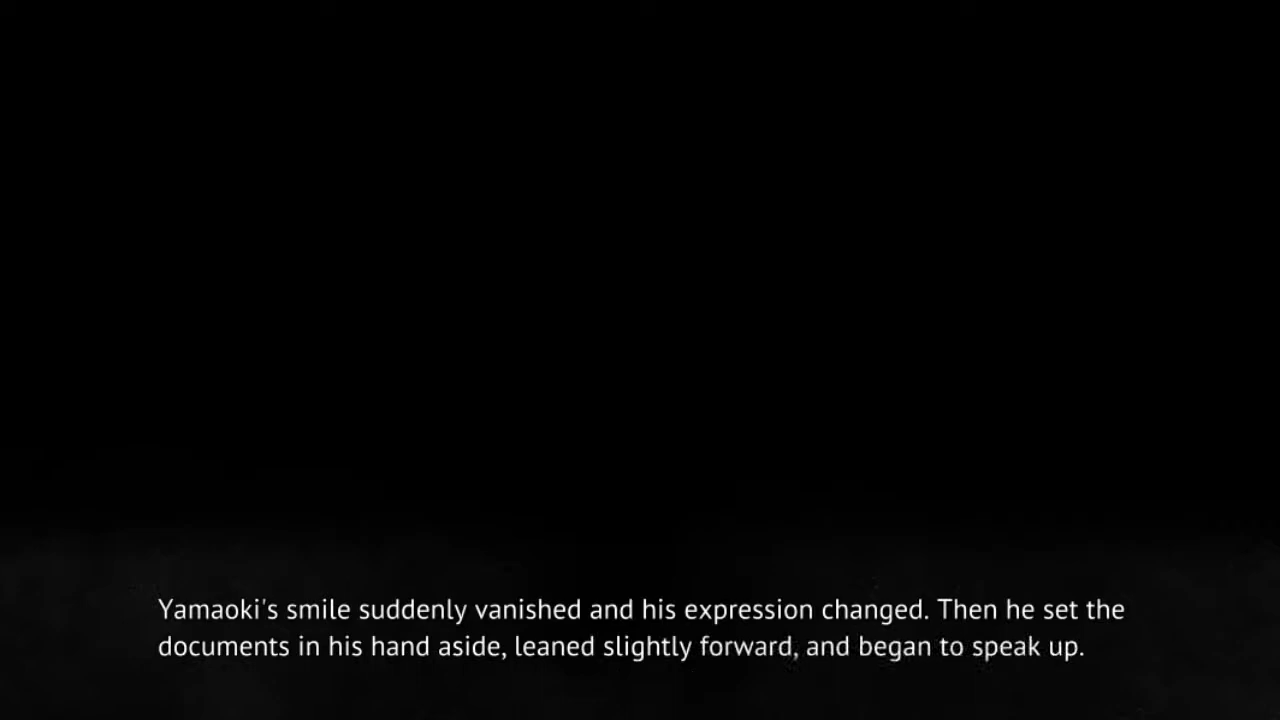 Yamaoki's smile suddenly vanished and his expression changed. Then he set the
documents in his hand aside, leaned slightly forward, and began to speak up.